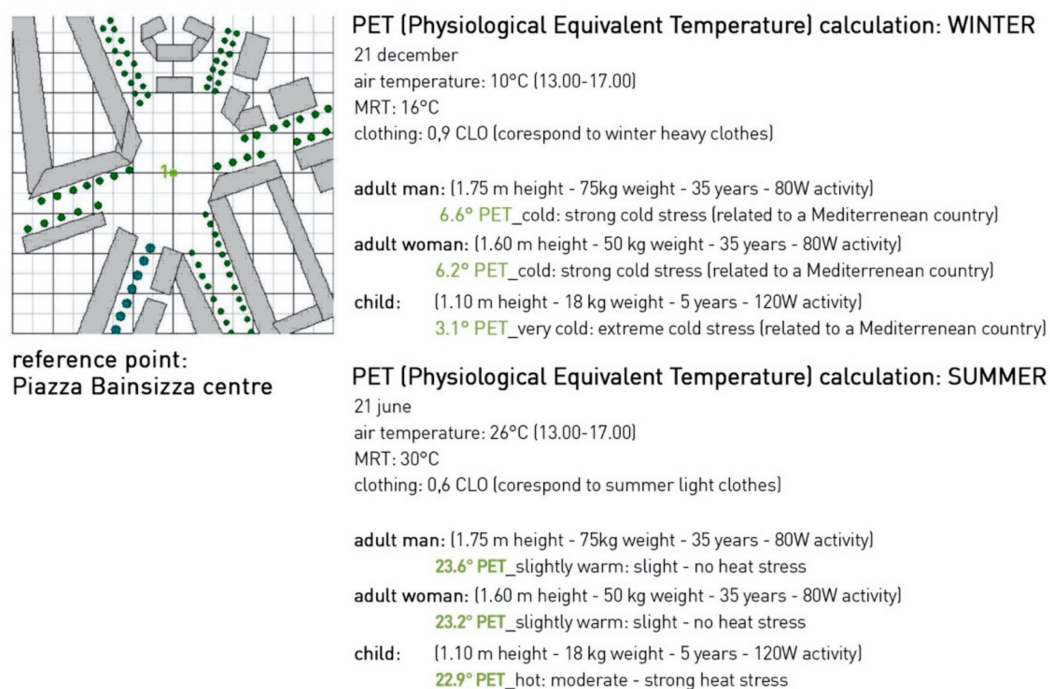 1
reference point:
Piazza Bainsizza centre
PET (Physiological Equivalent Temperature) calculation: WINTER
21 december
air temperature: 10°C (13.00-17.00)
MRT: 16°C
clothing: 0,9 CLO (corespond to winter heavy clothes)
adult man: (1.75 m height - 75kg weight - 35 years - 80W activity)
6.6° PET_cold: strong cold stress (related to a Mediterrenean country)
adult woman: (1.60 m height - 50 kg weight - 35 years - 80W activity)
6.2° PET_cold: strong cold stress (related to a Mediterrenean country)
child: (1.10 m height - 18 kg weight - 5 years - 120W activity)
3.1° PET_very cold: extreme cold stress (related to a Mediterrenean country)
PET (Physiological Equivalent Temperature) calculation: SUMMER
21 june
air temperature: 26°C (13.00-17.00)
MRT: 30°C
clothing: 0,6 CLO (corespond to summer light clothes)
adult man: (1.75 m height - 75kg weight - 35 years - 80W activity)
23.6° PET_slightly warm: slight - no heat stress
adult woman: (1.60 m height - 50 kg weight - 35 years - 80W activity)
23.2° PET_slightly warm: slight - no heat stress
child: (1.10 m height - 18 kg weight - 5 years - 120W activity)
22.9° PET_hot: moderate - strong heat stress